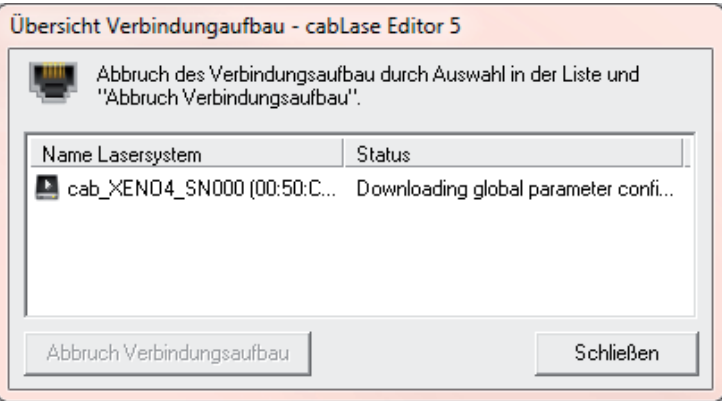 Übersicht Verbindungaufbau - cabLase Editor 5
Abbruch des Verbindungsaufbau durch Auswahl in der Liste und
"Abbruch Verbindungsaufbau".
Name Lasersystem Status
cab_XENO4_SN000 (00:50:C... Downloading global parameter confi...
Abbruch Verbindungsaufbau Schließen